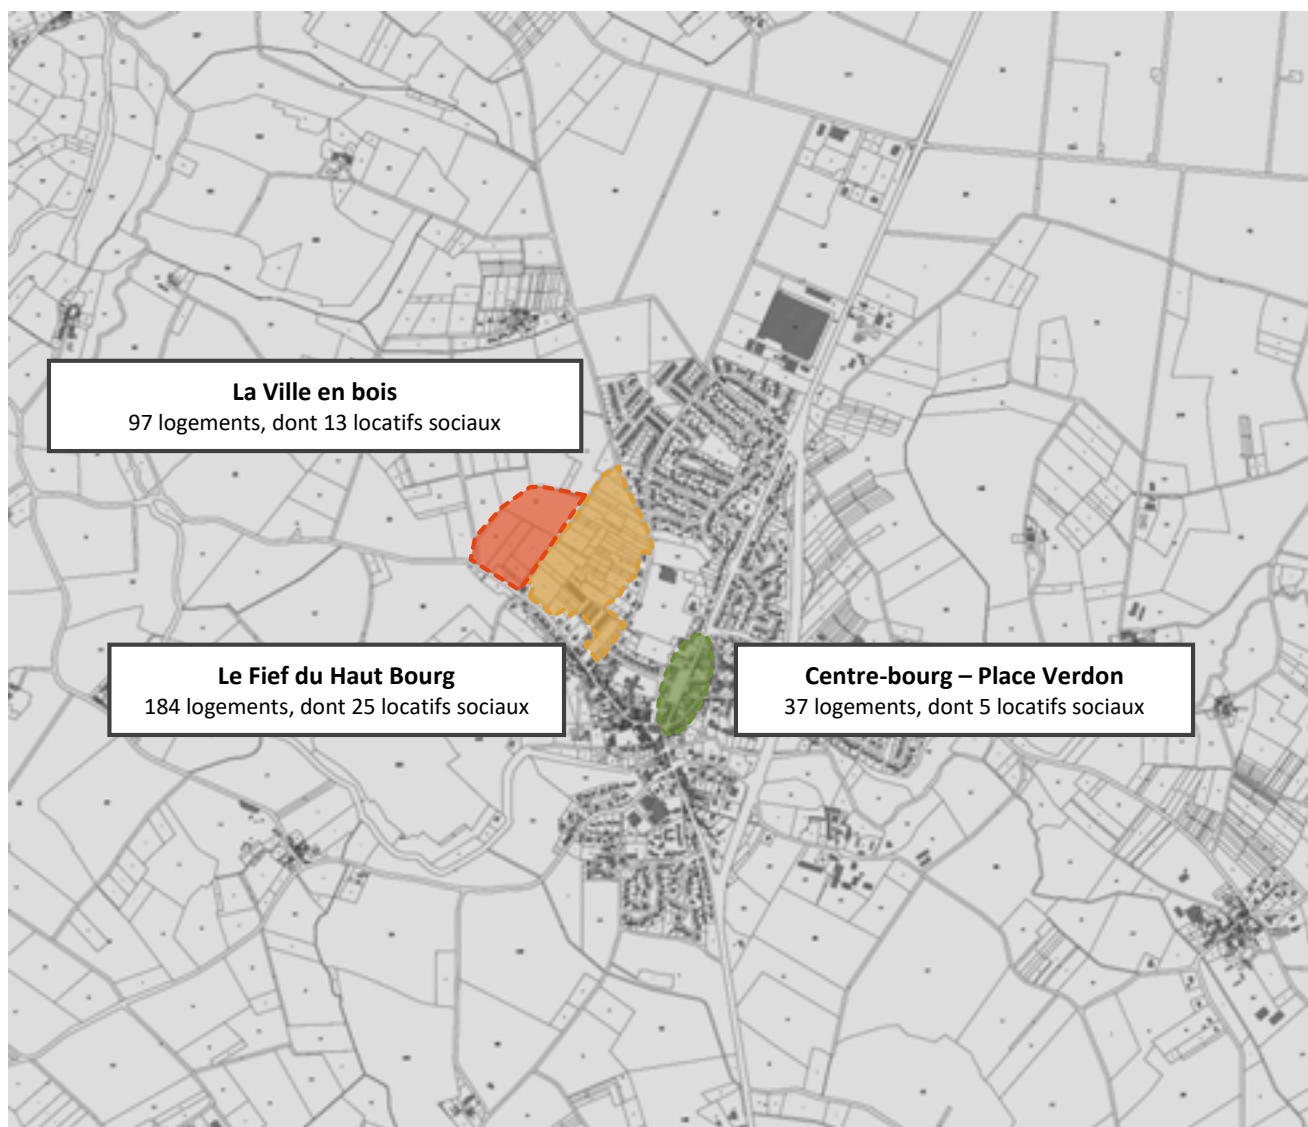 La Ville en bois
97 logements, dont 13 locatifs sociaux
Le Fief du Haut Bourg
184 logements, dont 25 locatifs sociaux
Centre-bourg – Place Verdon
37 logements, dont 5 locatifs sociaux